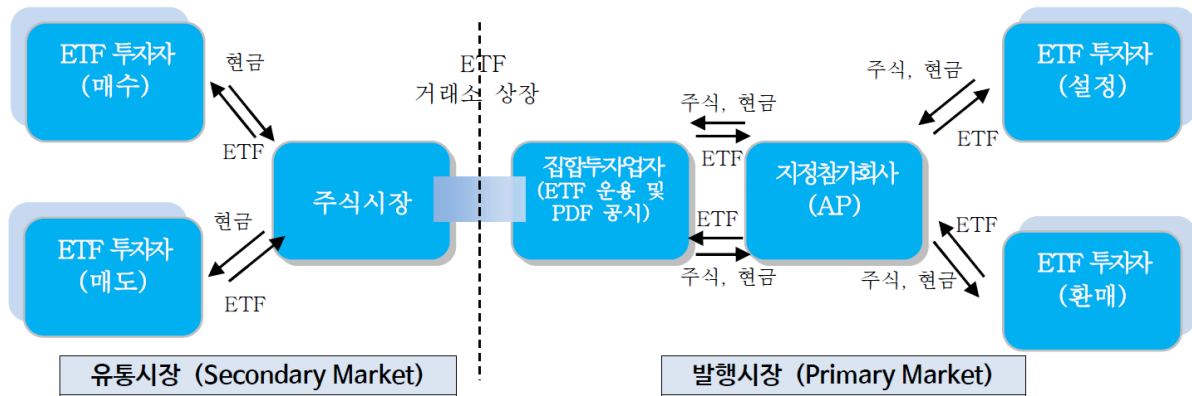 ETF 투자자
(매수)
현금
ETF
ETF 투자자
(매도)
현금
ETF
주식시장
ETF
거래소 상장
집합투자업자
(ETF 운용 및
PDF 공시)
주식, 현금
ETF
ETF
주식, 현금
지정참가회사
(AP)
주식, 현금
ETF
ETF 투자자
(설정)
ETF
주식, 현금
ETF 투자자
(환매)
유통시장 (Secondary Market)
발행시장 (Primary Market)